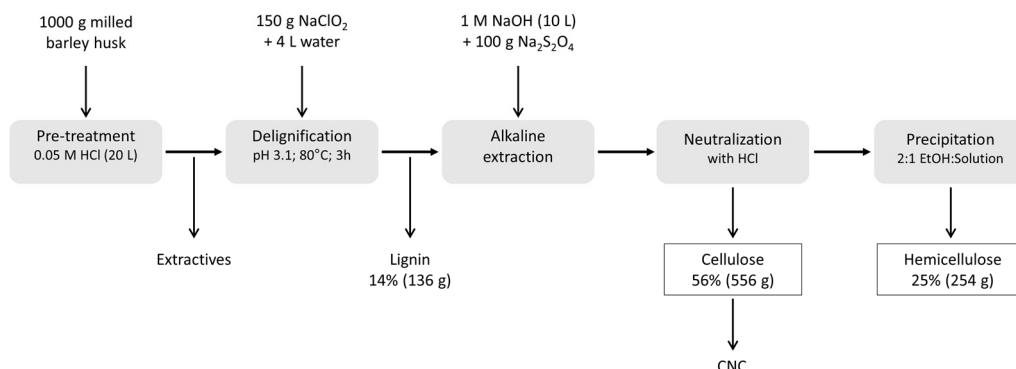 1000 g milled
barley husk
150 g NaClO₂
+ 4 L water
1 M NaOH (10 L)
+ 100 g Na₂S₂O₄
Pre-treatment
0.05 M HCl (20 L)
Delignification
pH 3.1; 80°C; 3h
Alkaline
extraction
Neutralization
with HCl
Precipitation
2:1 EtOH:Solution
Extractives
Lignin
14% (136 g)
Cellulose
56% (556 g)
Hemicellulose
25% (254 g)
CNC